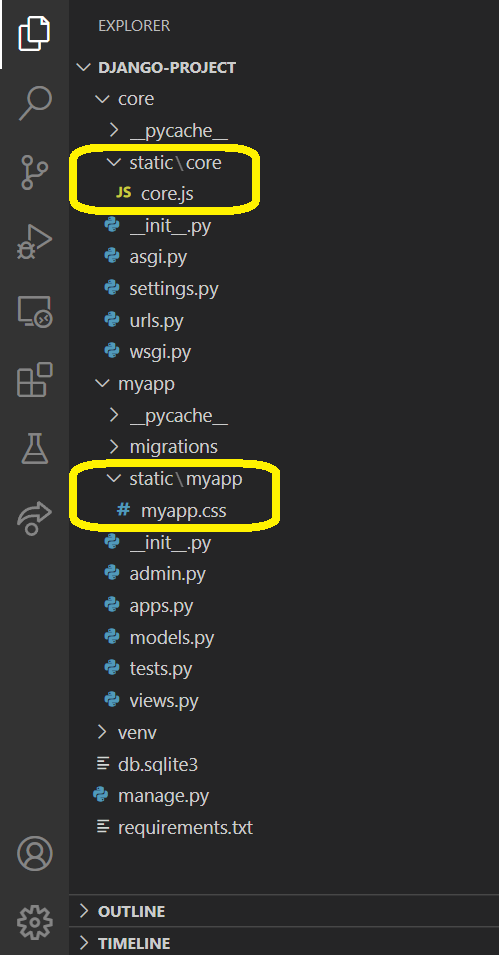 EXPLORER
DJANGO-PROJECT
core
__pycache__
static\core
JS core.js
__init__.py
asgi.py
settings.py
urls.py
wsgi.py
myapp
__pycache__
migrations
static\myapp
# myapp.css
__init__.py
admin.py
apps.py
models.py
tests.py
views.py
venv
db.sqlite3
manage.py
requirements.txt
OUTLINE
TIMELINE